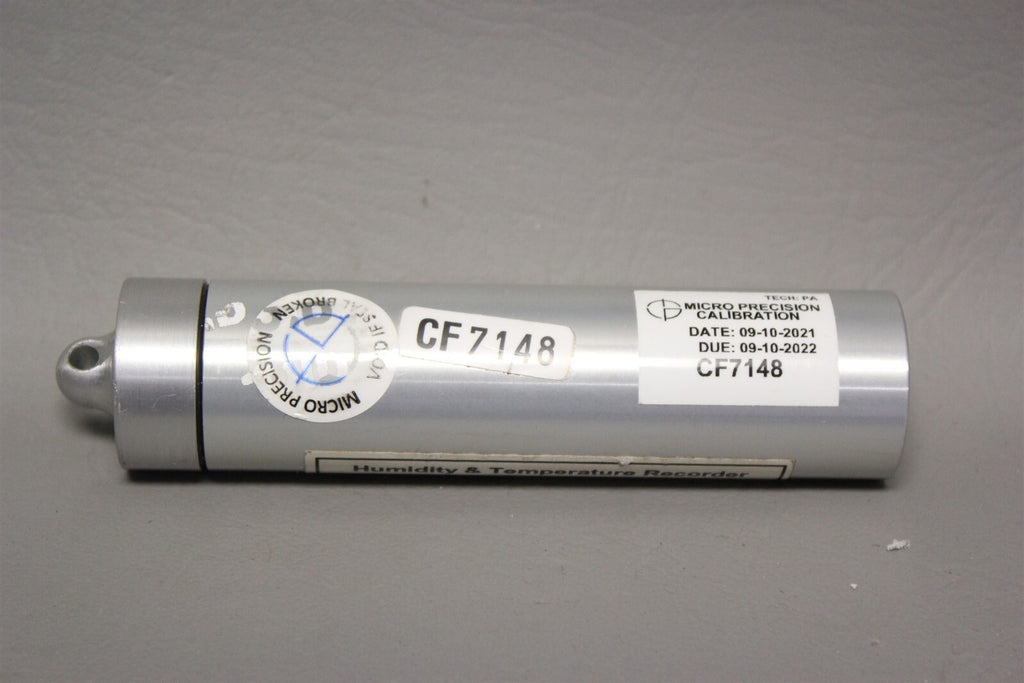 MICRO PRECISION
VOID IF SEAL BROKEN
CF7148
TECH: PA
MICRO PRECISION
CALIBRATION
DATE: 09-10-2021
DUE: 09-10-2022
CF7148
Humidity & Temperature Recorder